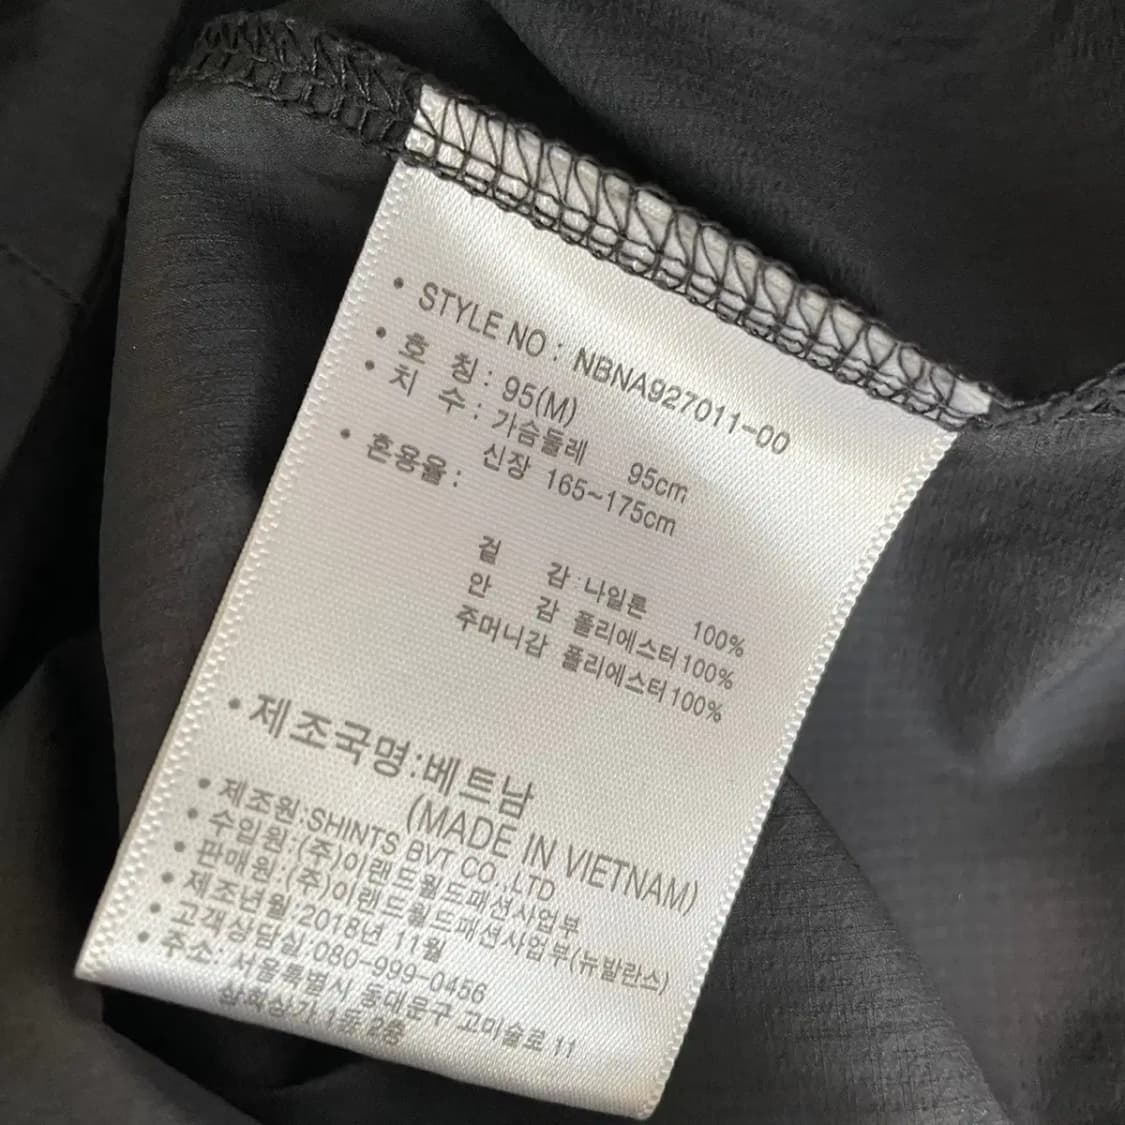 • STYLE NO : NBNA927011-00
• 호 칭 : 95(M)
• 치 수 : 가슴둘레 95cm
신장 165~175cm
• 혼용율 :
겉 감 : 나일론 100%
안 감 폴리에스터 100%
주머니감 폴리에스터 100%
• 제조국명:베트남
(MADE IN VIETNAM)
• 제조원:SHINTS BVT CO.,LTD
• 수입원:(주)이랜드월드패션사업부
• 판매원:(주)이랜드월드패션사업부(뉴발란스)
• 제조년월:2018년 11월
• 고객상담실:080-999-0456
• 주소: 서울특별시 동대문구 고미술로 11
삼희상가 1동 2층